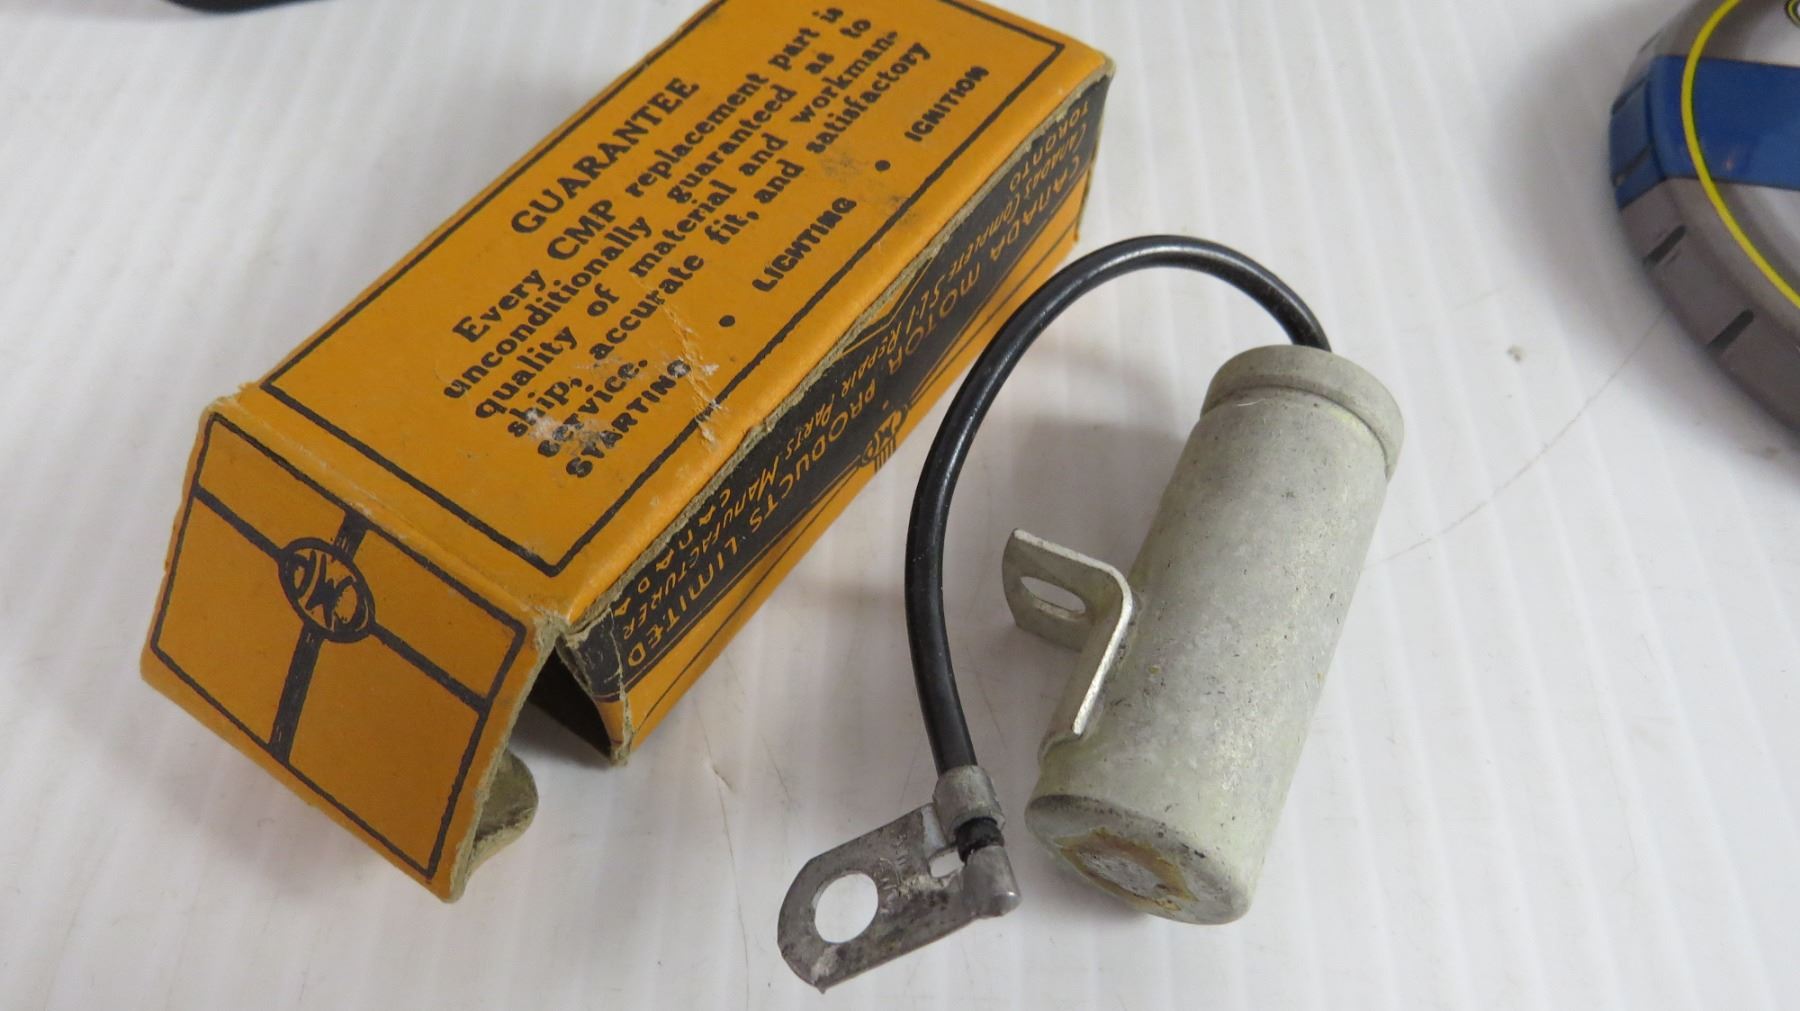 GUARANTEE
Every CMP replacement part is
unconditionally guaranteed as to
quality of material and workman-
ship, accurate fit, and satisfactory
service.
STARTING • LIGHTING • IGNITION
CANADA MOTOR PRODUCTS LIMITED
CANADA'S COMPLETE S-L-I REPAIR PARTS MANUFACTURER
TORONTO CANADA
CMP